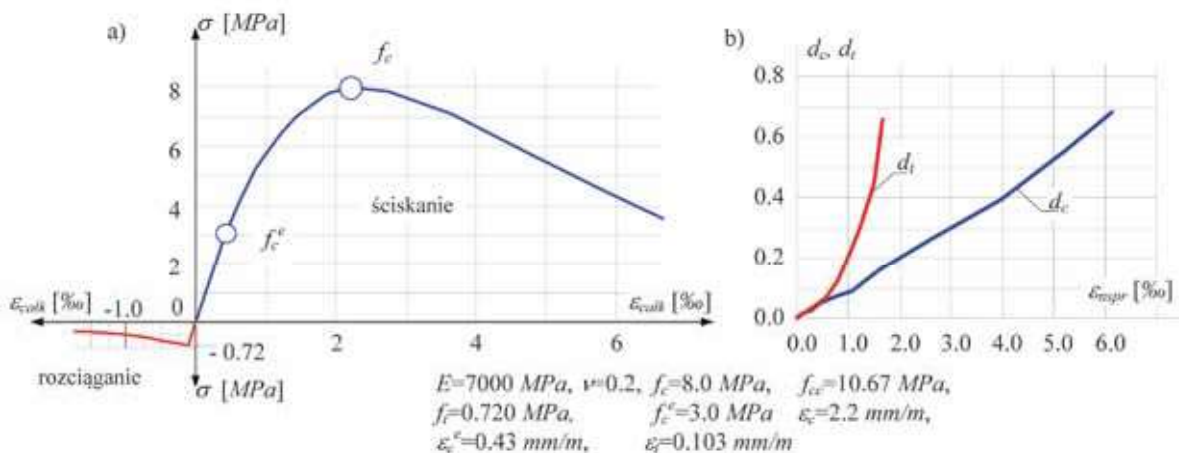 a)
σ [MPa]
f_c
8
6
4
2
0
f_c^e
ściskanie
ε_całk [‰]
-1.0
ε_całk [‰]
2
4
6
- 0.72
rozciąganie
σ [MPa]
b)
d_c, d_t
0.8
0.6
0.4
0.2
0.0
d_t
d_c
ε_nspr [‰]
0.0 1.0 2.0 3.0 4.0 5.0 6.0
E=7000 MPa, ν=0.2, f_c=8.0 MPa, f_cc=10.67 MPa,
f_t=0.720 MPa, f_c^e=3.0 MPa ε_c=2.2 mm/m,
ε_c^e=0.43 mm/m, ε_t=0.103 mm/m